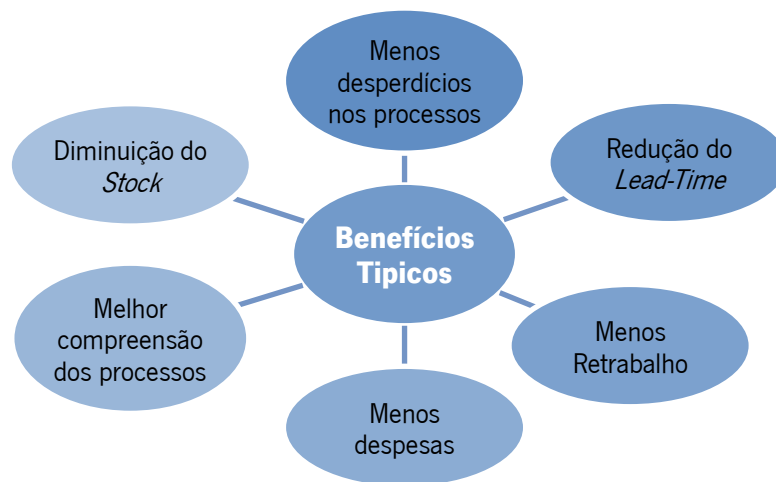 Menos
desperdícios
nos processos
Diminuição do
Stock
Redução do
Lead-Time
Benefícios
Tipicos
Melhor
compreensão
dos processos
Menos
Retrabalho
Menos
despesas